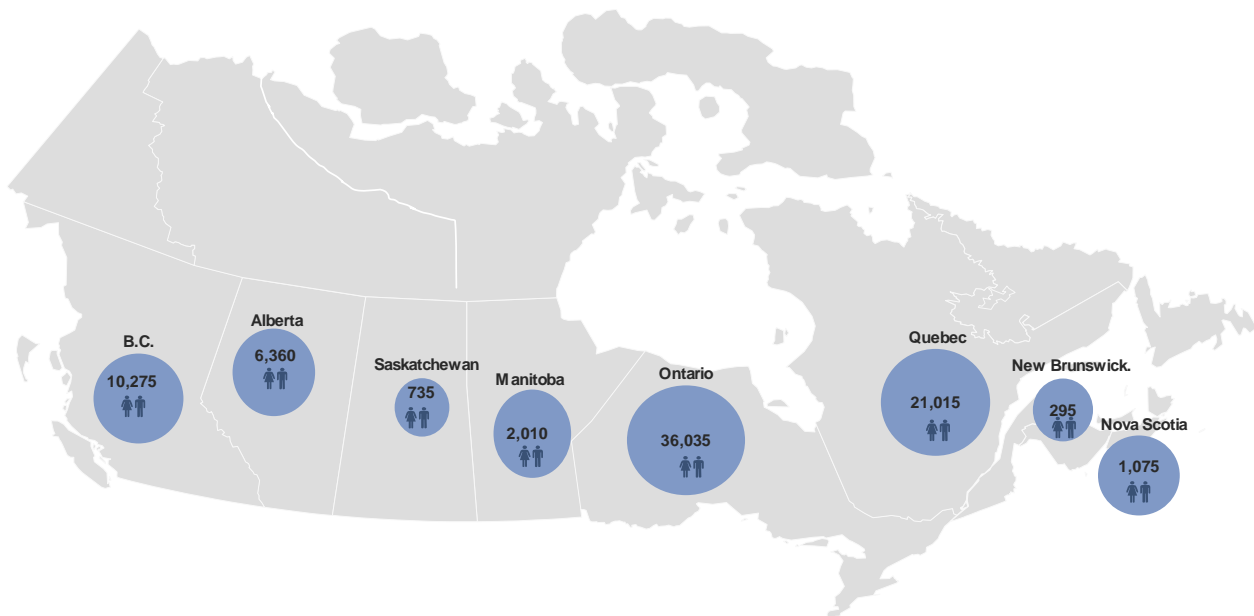 B.C.
10,275
Alberta
6,360
Saskatchewan
735
Manitoba
2,010
Ontario
36,035
Quebec
21,015
New Brunswick.
295
Nova Scotia
1,075